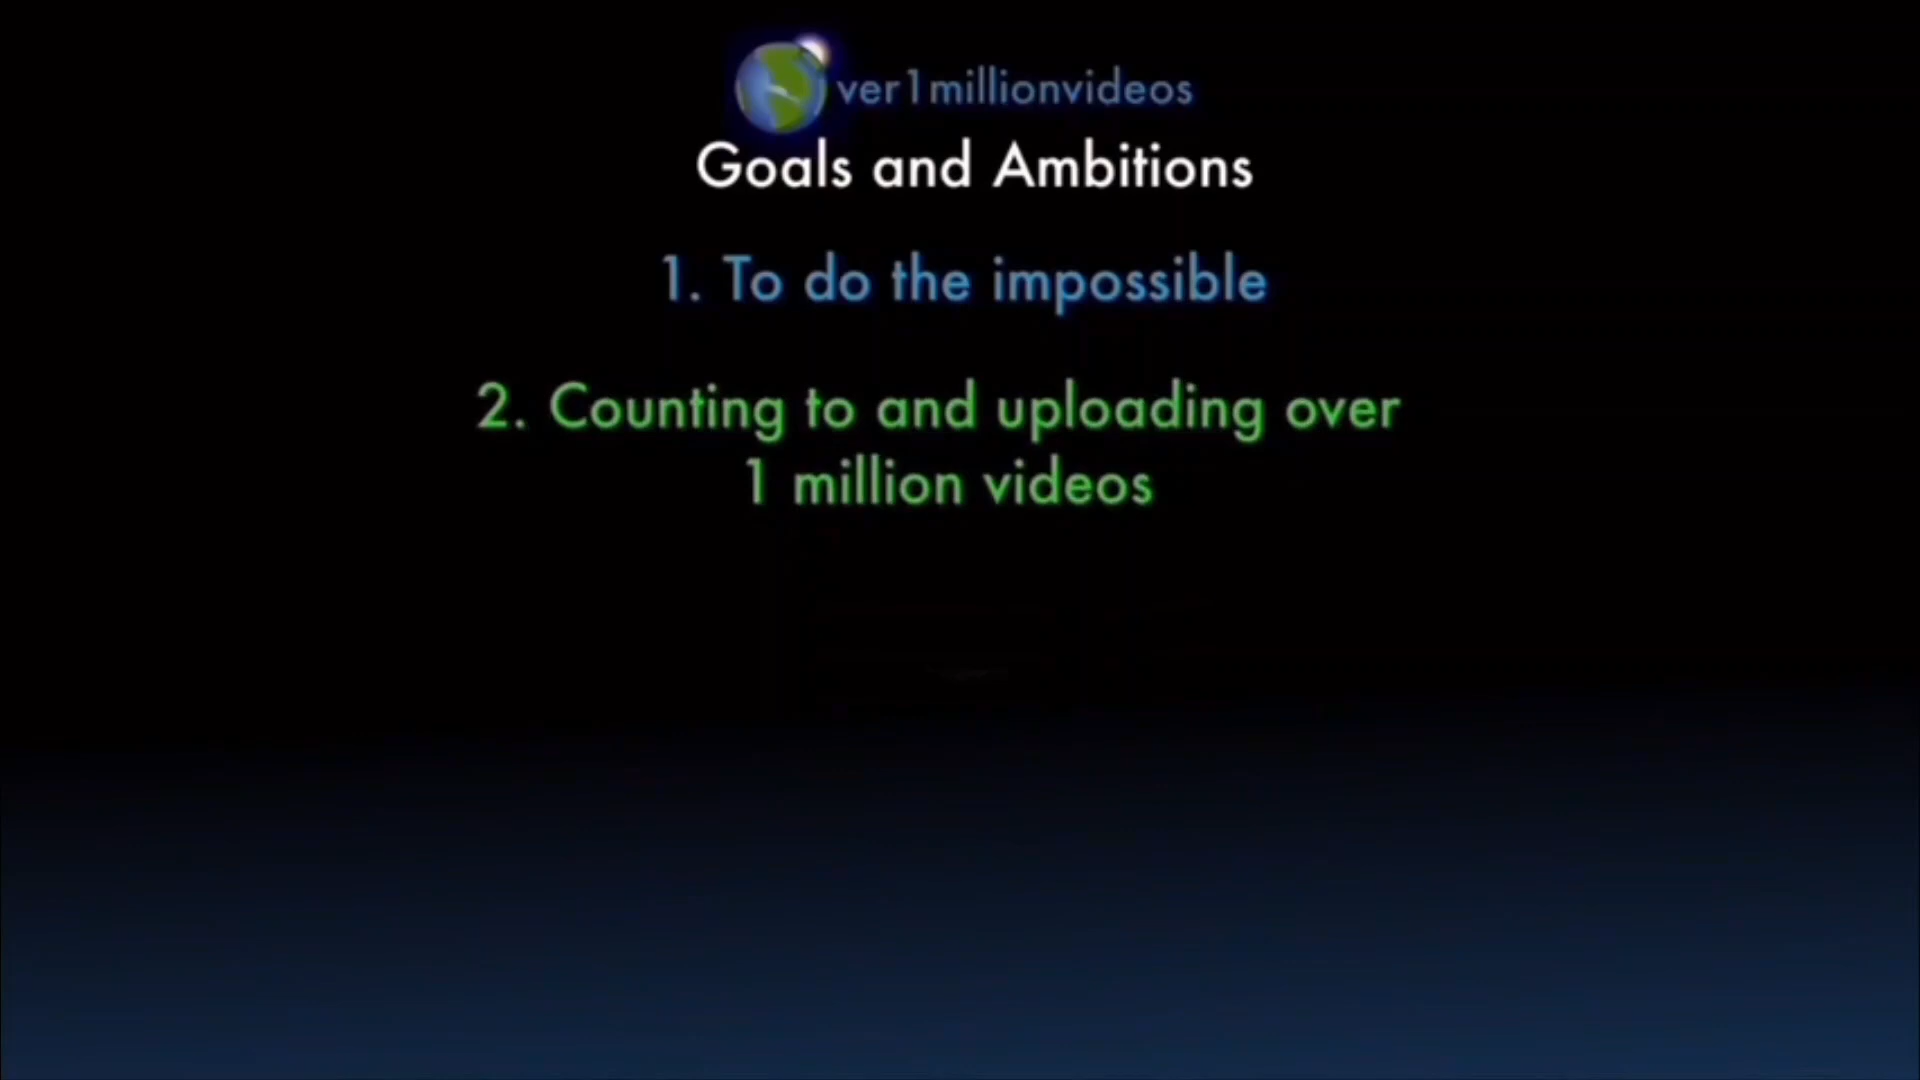 ver1millionvideos
Goals and Ambitions
1. To do the impossible
2. Counting to and uploading over
1 million videos